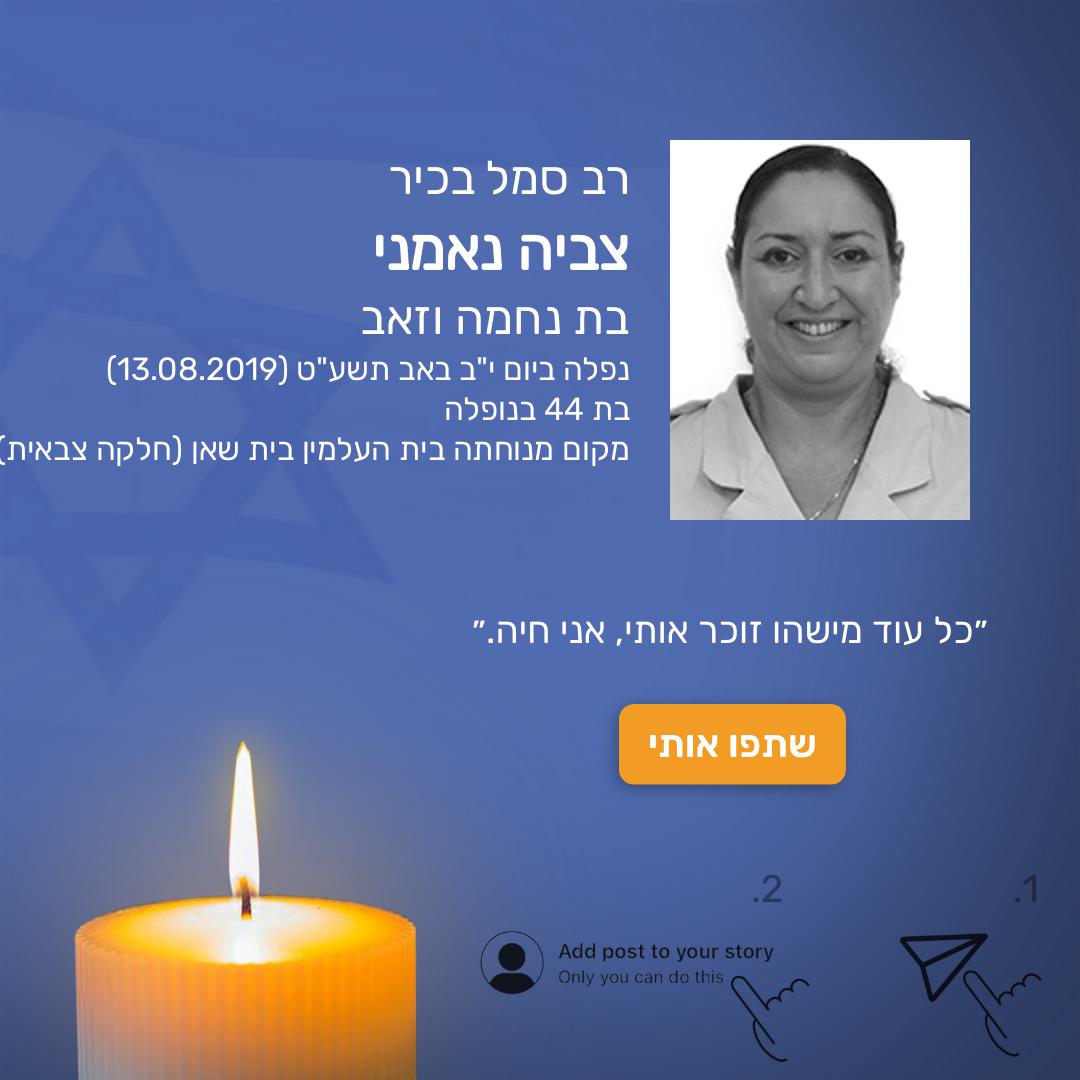 רב סמל בכיר
צביה נאמני
בת נחמה וזאב
נפלה ביום י"ב באב תשע"ט (13.08.2019)
בת 44 בנופלה
מקום מנוחתה בית העלמין בית שאן (חלקה צבאית)
״כל עוד מישהו זוכר אותי, אני חיה.״
שתפו אותי
.1
.2
Add post to your story
Only you can do this